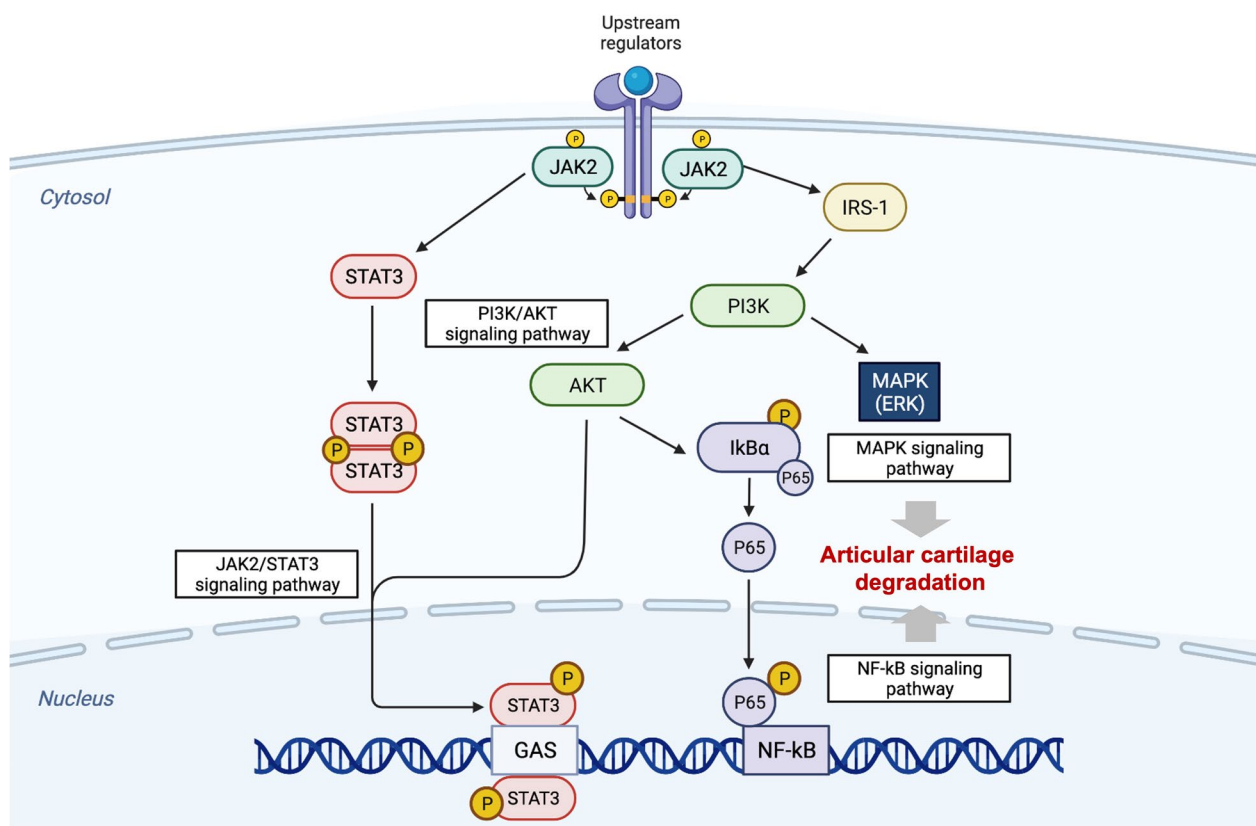 Upstream
regulators
P
P
JAK2
JAK2
P
P
Cytosol
IRS-1
STAT3
PI3K
PI3K/AKT
signaling pathway
AKT
MAPK
(ERK)
STAT3
P
P
STAT3
P
IkBα
P65
MAPK signaling
pathway
P65
Articular cartilage
degradation
JAK2/STAT3
signaling pathway
NF-kB signaling
pathway
Nucleus
P
STAT3
P
P65
GAS
NF-kB
P
STAT3